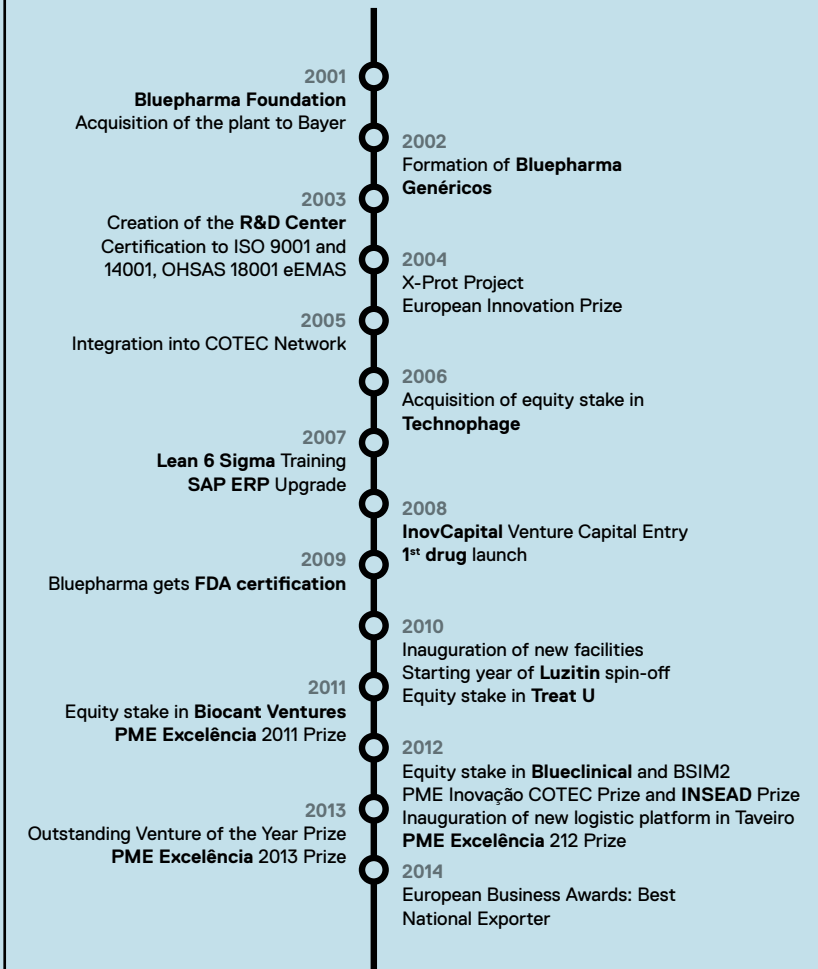 2001
Bluepharma Foundation
Acquisition of the plant to Bayer
2002
Formation of Bluepharma
Genéricos
2003
Creation of the R&D Center
Certification to ISO 9001 and
14001, OHSAS 18001 eEMAS
2004
X-Prot Project
European Innovation Prize
2005
Integration into COTEC Network
2006
Acquisition of equity stake in
Technophage
2007
Lean 6 Sigma Training
SAP ERP Upgrade
2008
InovCapital Venture Capital Entry
1st drug launch
2009
Bluepharma gets FDA certification
2010
Inauguration of new facilities
Starting year of Luzitin spin-off
Equity stake in Treat U
2011
Equity stake in Biocant Ventures
PME Excelência 2011 Prize
2012
Equity stake in Blueclinical and BSIM2
PME Inovação COTEC Prize and INSEAD Prize
Inauguration of new logistic platform in Taveiro
PME Excelência 212 Prize
2013
Outstanding Venture of the Year Prize
PME Excelência 2013 Prize
2014
European Business Awards: Best
National Exporter